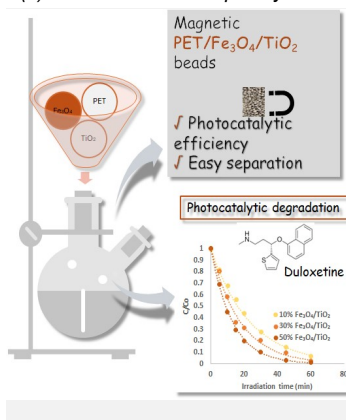 Magnetic
PET/Fe₃O₄/TiO₂
beads
√ Photocatalytic
efficiency
√ Easy separation
Fe₃O₄
PET
TiO₂
Photocatalytic degradation
H
N
O
S
Duloxetine
C/Co
1
0.9
0.8
0.7
0.6
0.5
0.4
0.3
0.2
0.1
0
10% Fe₃O₄/TiO₂
30% Fe₃O₄/TiO₂
50% Fe₃O₄/TiO₂
0 20 40 60 80
Irradiation time (min)